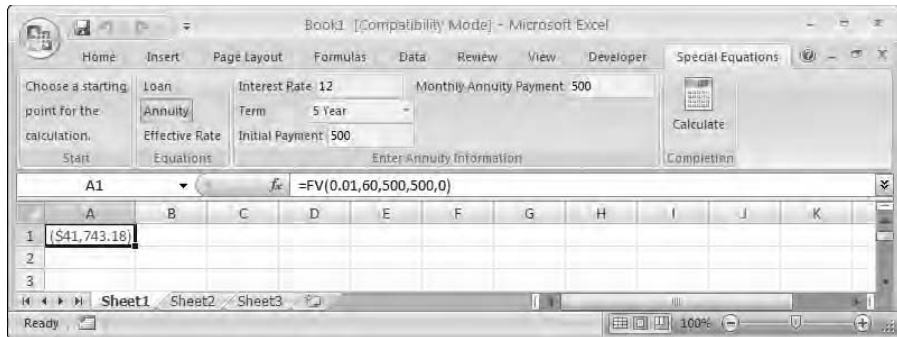 Book1 [Compatibility Mode] - Microsoft Excel
Home Insert Page Layout Formulas Data Review View Developer Special Equations
Choose a starting point for the calculation.
Start
Loan
Annuity
Effective Rate
Equations
Interest Rate 12
Term 5 Year
Initial Payment 500
Monthly Annuity Payment 500
Enter Annuity Information
Calculate
Completion
A1 fx =FV(0.01,60,500,500,0)
A B C D E F G H I J K
1 ($41,743.18)
2
3
Sheet1 Sheet2 Sheet3
Ready 100%